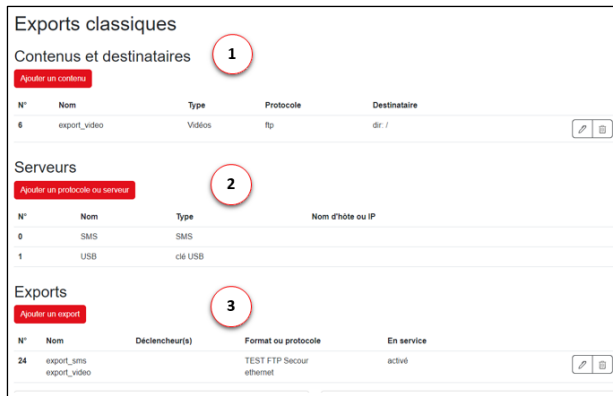 Exports classiques
Contenus et destinataires
1
Ajouter un contenu
N° Nom Type Protocole Destinataire
6 export_video Vidéos ftp dir: /
Serveurs
2
Ajouter un protocole ou serveur
N° Nom Type Nom d'hôte ou IP
0 SMS SMS
1 USB clé USB
Exports
3
Ajouter un export
N° Nom Déclencheur(s) Format ou protocole En service
24 export_sms TEST FTP Secour activé
export_video ethernet